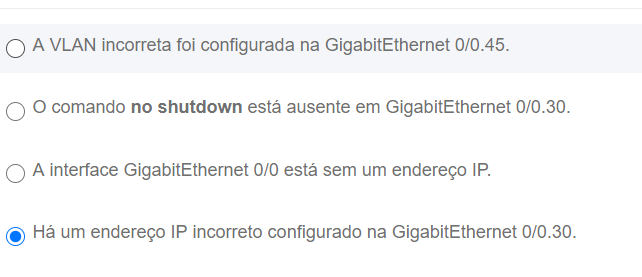 A VLAN incorreta foi configurada na GigabitEthernet 0/0.45.
O comando no shutdown está ausente em GigabitEthernet 0/0.30.
A interface GigabitEthernet 0/0 está sem um endereço IP.
Há um endereço IP incorreto configurado na GigabitEthernet 0/0.30.